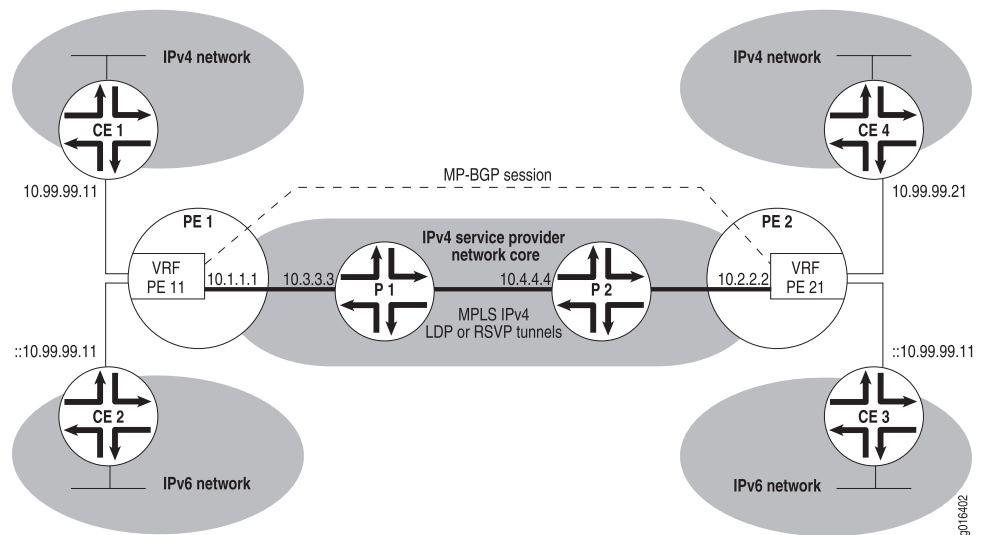 IPv4 network
IPv4 network
CE 1
CE 4
10.99.99.11
MP-BGP session
10.99.99.21
PE 1
PE 2
IPv4 service provider
network core
VRF
PE 11
10.1.1.1
10.3.3.3
P 1
10.4.4.4
P 2
10.2.2.2
VRF
PE 21
MPLS IPv4
LDP or RSVP tunnels
::10.99.99.11
::10.99.99.11
CE 2
CE 3
IPv6 network
IPv6 network
g016402